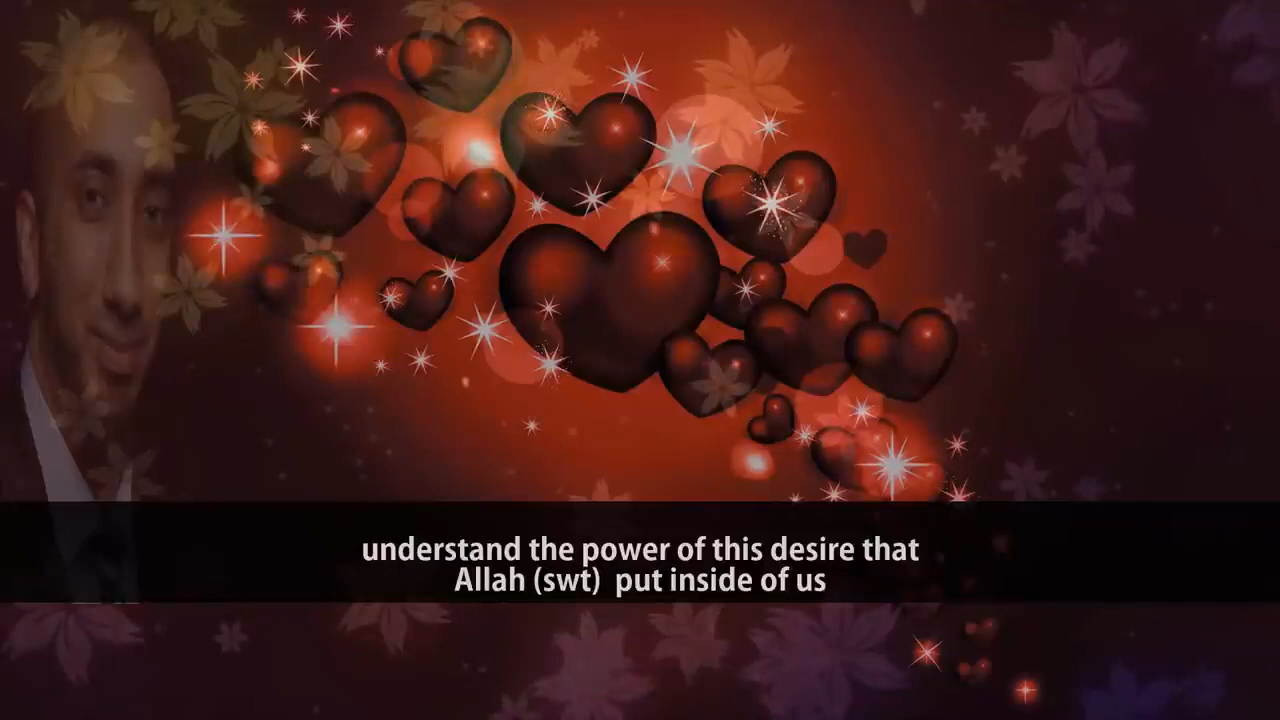 understand the power of this desire that
Allah (swt)  put inside of us